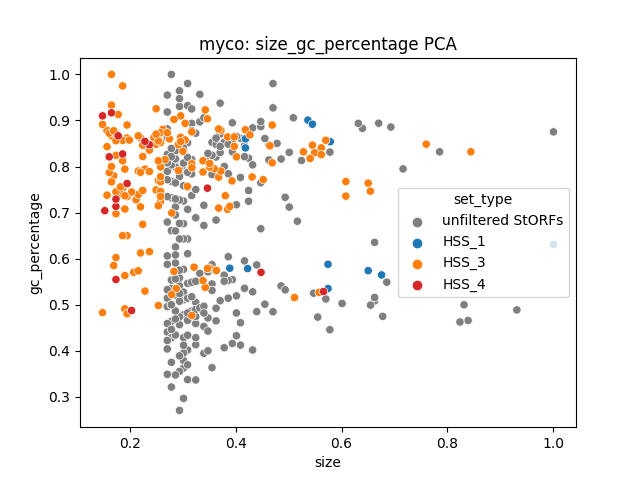 myco: size_gc_percentage PCA
1.0
0.9
0.8
0.7
0.6
0.5
0.4
0.3
gc_percentage
set_type
unfiltered StORFs
HSS_1
HSS_3
HSS_4
0.2 0.4 0.6 0.8 1.0
size